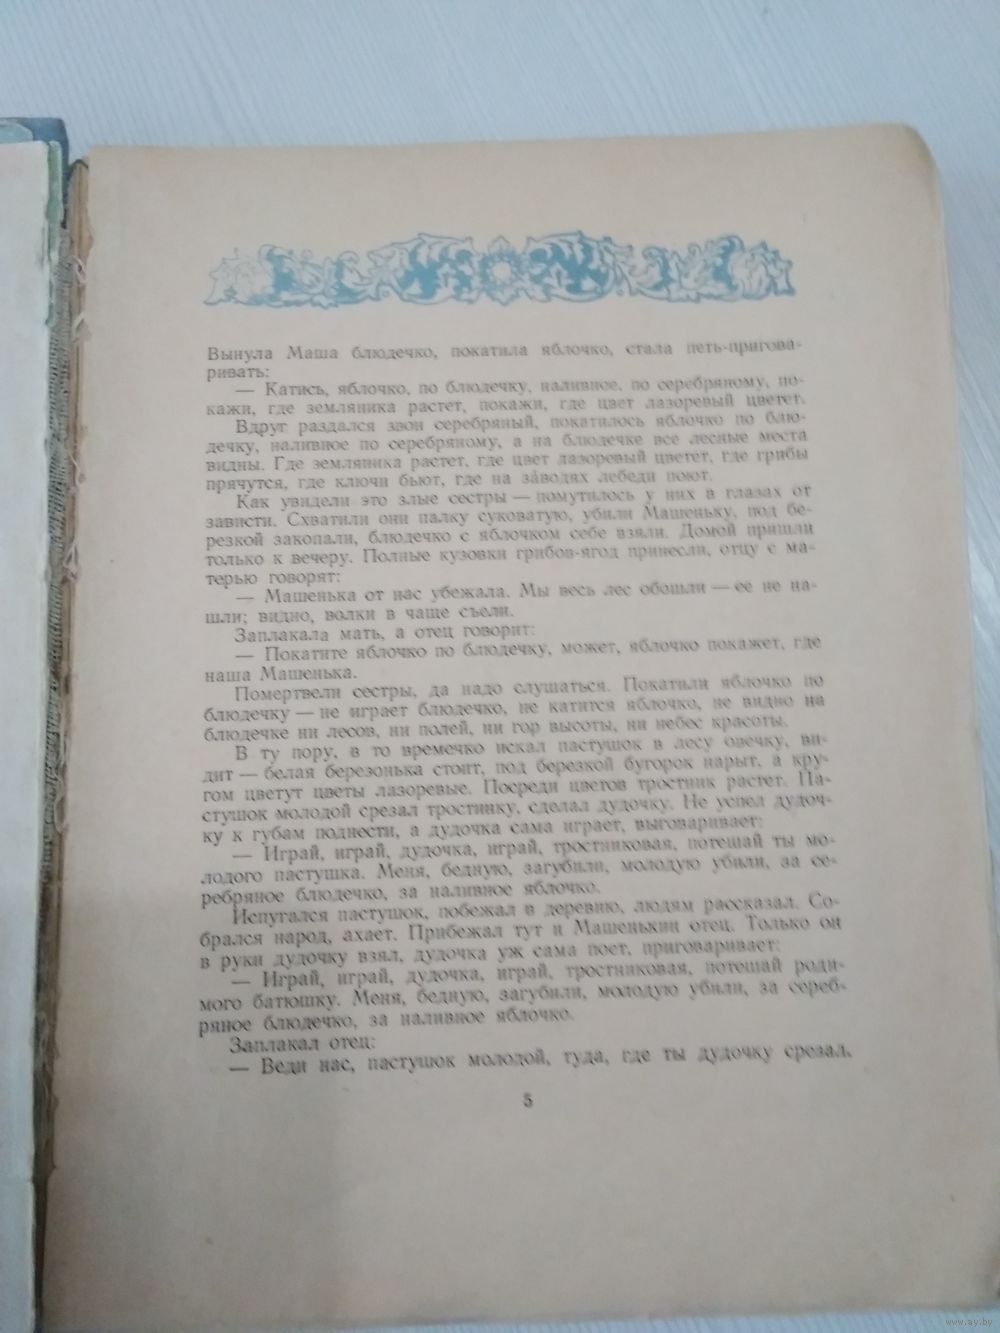 Вынула Маша блюдечко, покатила яблочко, стала петь-пригова-
ривать:
— Катись, яблочко, по блюдечку, наливное, по серебряному, по-
кажи, где земляника растет, покажи, где цвет лазоревый цветет.
Вдруг раздался звон серебряный, покатилось яблочко по блю-
дечку, наливное по серебряному, а на блюдечке все лесные места
видны. Где земляника растет, где цвет лазоревый цветет, где грибы
прячутся, где ключи бьют, где на за́водях лебеди поют.
Как увидели это злые сестры — помутилось у них в глазах от
зависти. Схватили они палку суковатую, убили Машеньку, под бе-
резкой закопали, блюдечко с яблочком себе взяли. Домой пришли
только к вечеру. Полные кузовки грибов-ягод принесли, отцу с ма-
терью говорят:
— Машенька от нас убежала. Мы весь лес обошли — ее не на-
шли; видно, волки в чаще съели.
Заплакала мать, а отец говорит:
— Покатите яблочко по блюдечку, может, яблочко покажет, где
наша Машенька.
Помертвели сестры, да надо слушаться. Покатили яблочко по
блюдечку — не играет блюдечко, не катится яблочко, не видно на
блюдечке ни лесов, ни полей, ни гор высоты, ни небес красоты.
В ту пору, в то времечко искал пастушок в лесу овечку, ви-
дит — белая березонька стоит, под березкой бугорок нарыт, а кру-
гом цветут цветы лазоревые. Посреди цветов тростник растет. Па-
стушок молодой срезал тростинку, сделал дудочку. Не успел дудоч-
ку к губам поднести, а дудочка сама играет, выговаривает:
— Играй, играй, дудочка, играй, тростниковая, потешай ты мо-
лодого пастушка. Меня, бедную, загубили, молодую убили, за се-
ребряное блюдечко, за наливное яблочко.
Испугался пастушок, побежал в деревню, людям рассказал. Со-
брался народ, ахает. Прибежал тут и Машенькин отец. Только он
в руки дудочку взял, дудочка уж сама поет, приговаривает:
— Играй, играй, дудочка, играй, тростниковая, потешай роди-
мого батюшку. Меня, бедную, загубили, молодую убили, за сереб-
ряное блюдечко, за наливное яблочко.
Заплакал отец:
— Веди нас, пастушок молодой, туда, где ты дудочку срезал.
5
www.ay.by